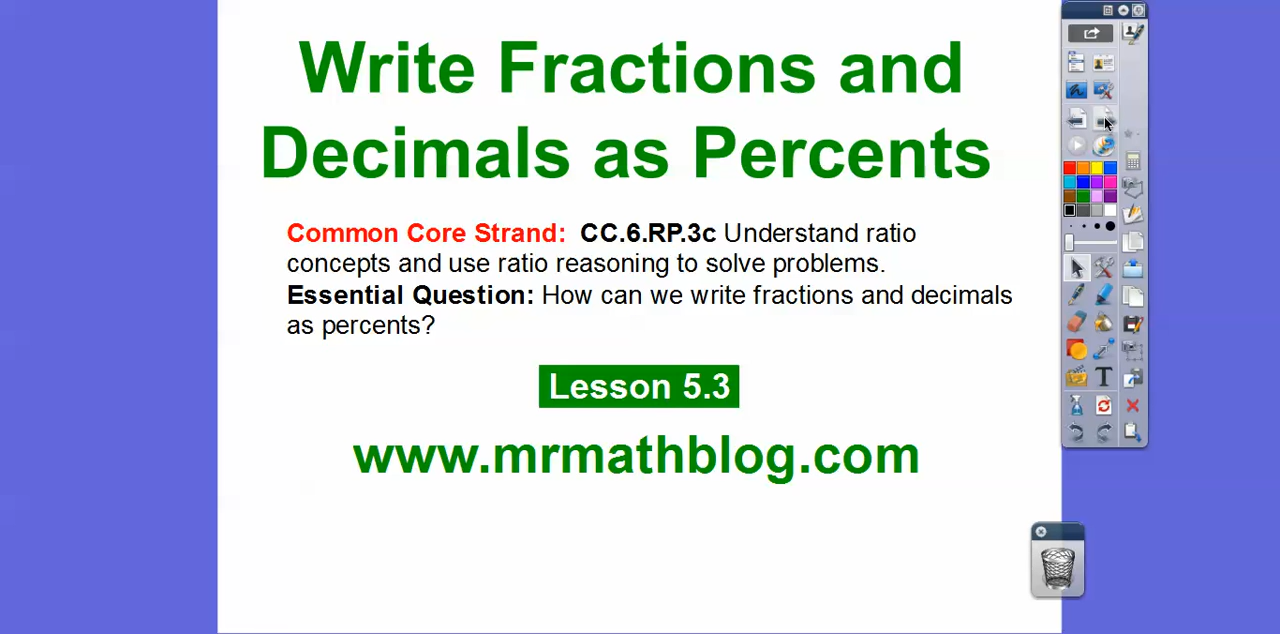 Write Fractions and
Decimals as Percents
Common Core Strand: CC.6.RP.3c Understand ratio
concepts and use ratio reasoning to solve problems.
Essential Question: How can we write fractions and decimals
as percents?
Lesson 5.3
www.mrmathblog.com
T